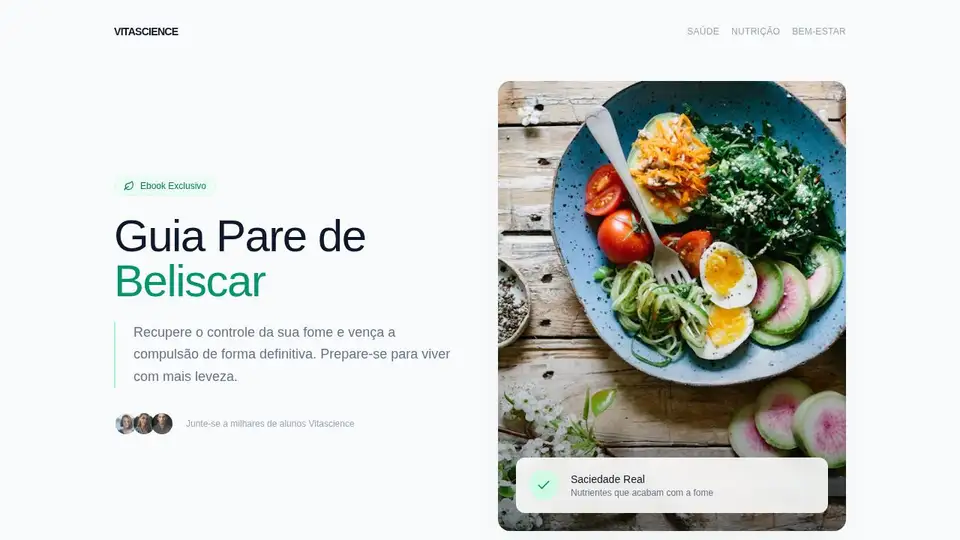 VITASCIENCE
SAÚDE NUTRIÇÃO BEM-ESTAR
Ebook Exclusivo
Guia Pare de
Beliscar
Recupere o controle da sua fome e vença a
compulsão de forma definitiva. Prepare-se para viver
com mais leveza.
Junte-se a milhares de alunos Vitascience
Saciedade Real
Nutrientes que acabam com a fome